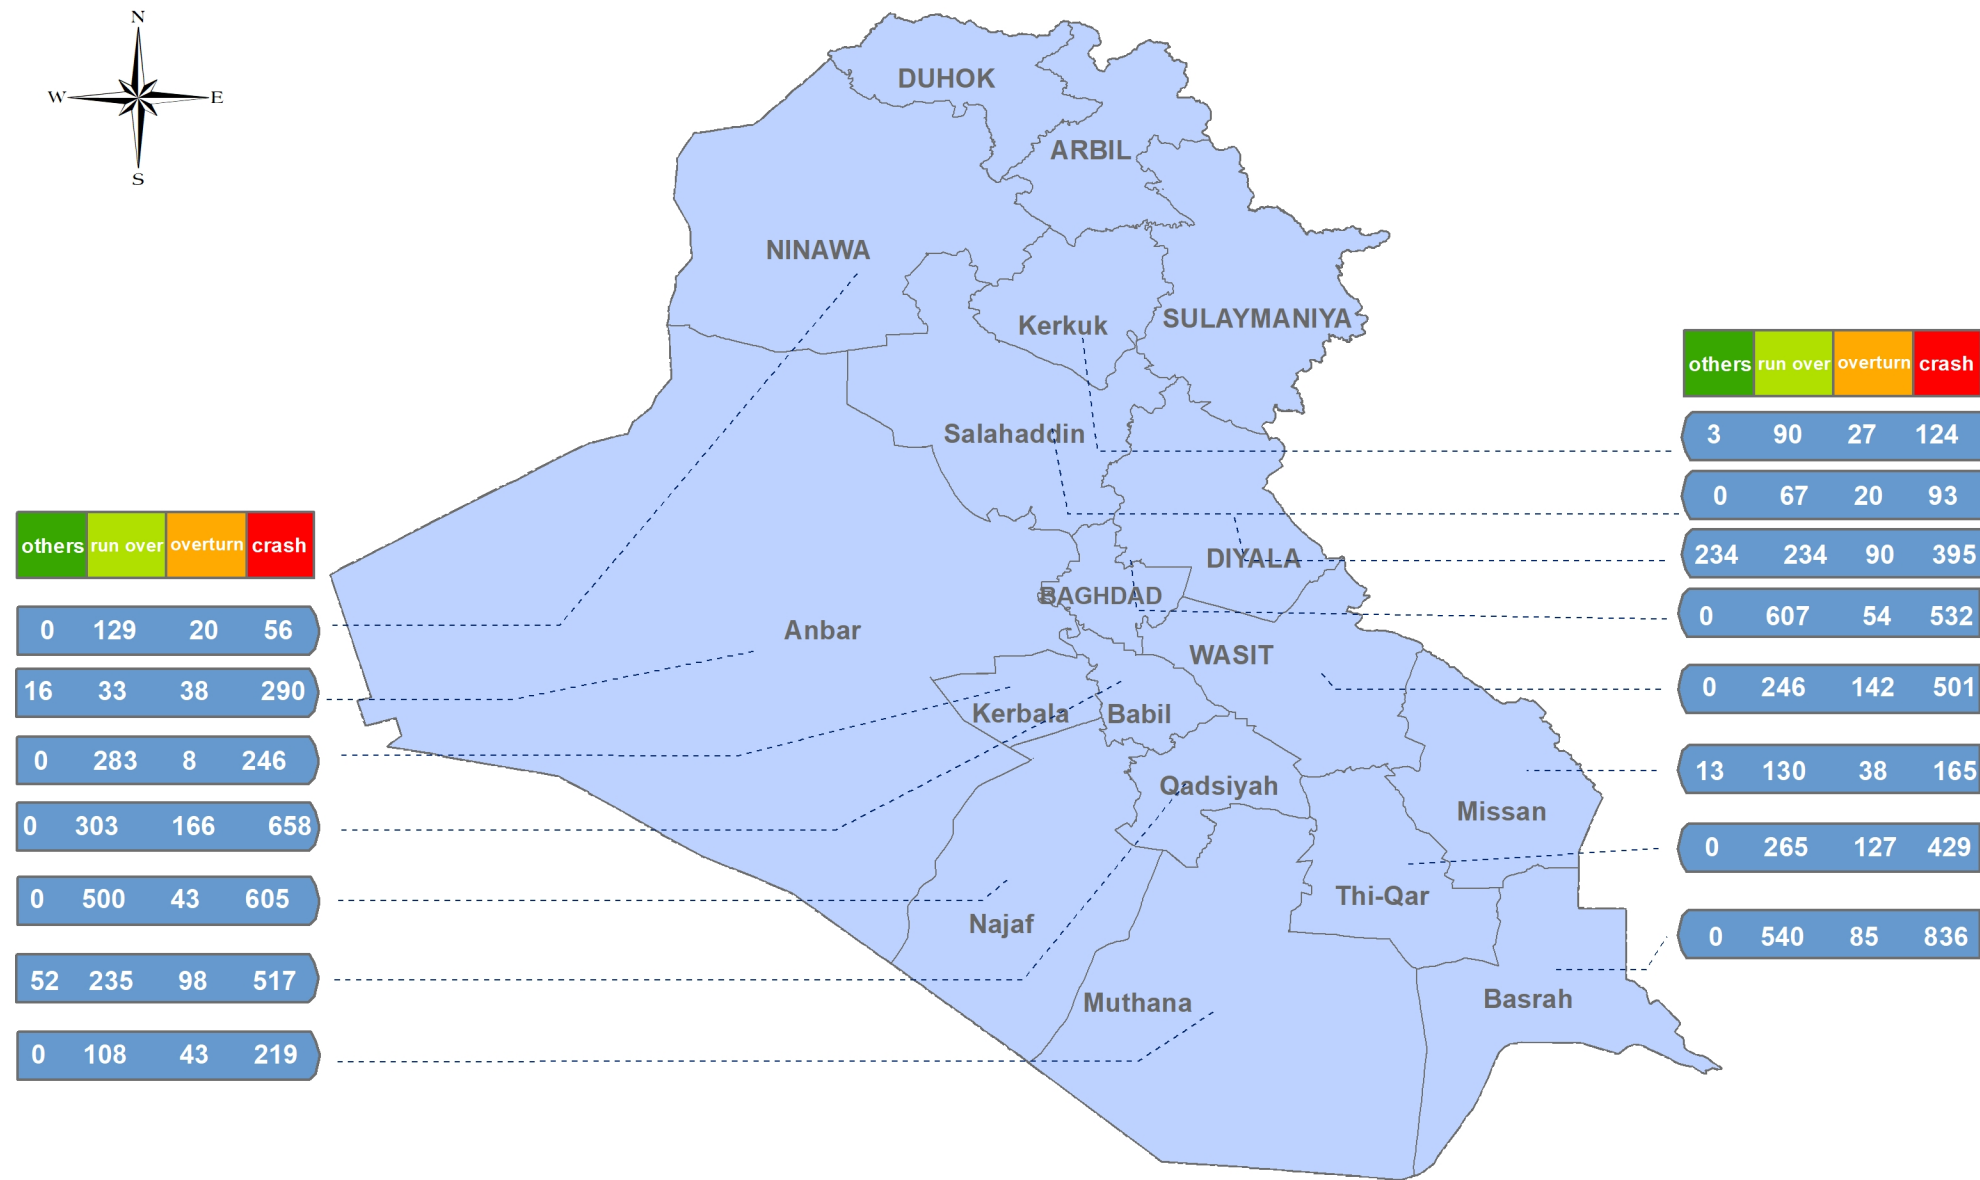 N
W E
S
DUHOK
ARBIL
NINAWA
Kerkuk
SULAYMANIYA
Salahaddin
DIYALA
BAGHDAD
Anbar
WASIT
Kerbala
Babil
Qadsiyah
Missan
Thi-Qar
Najaf
Muthana
Basrah
others run over overturn crash
0 129 20 56
16 33 38 290
0 283 8 246
0 303 166 658
0 500 43 605
52 235 98 517
0 108 43 219
others run over overturn crash
3 90 27 124
0 67 20 93
234 234 90 395
0 607 54 532
0 246 142 501
13 130 38 165
0 265 127 429
0 540 85 836